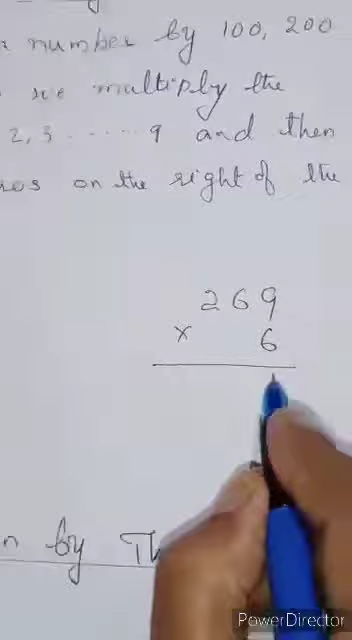 number by 100, 200
we multiply the
2, 3 ...... 9 and then
on the right of the
269
× 6
by
PowerDirector